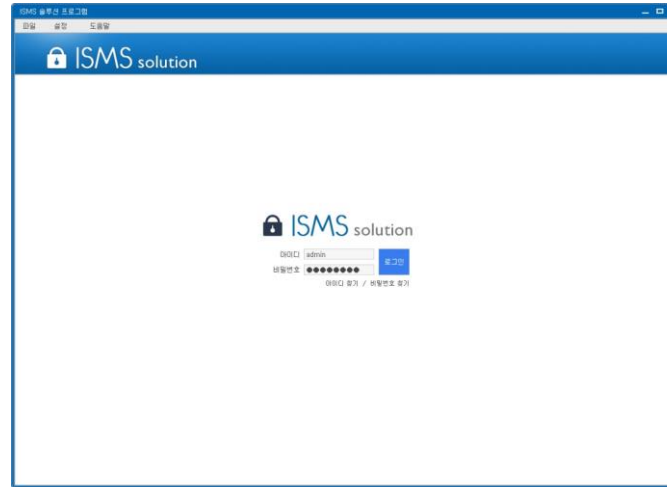 ISMS 솔루션 프로그램
파일 설정 도움말
ISMS solution
ISMS solution
아이디 admin
비밀번호 ●●●●●●●●
로그인
아이디 찾기 / 비밀번호 찾기